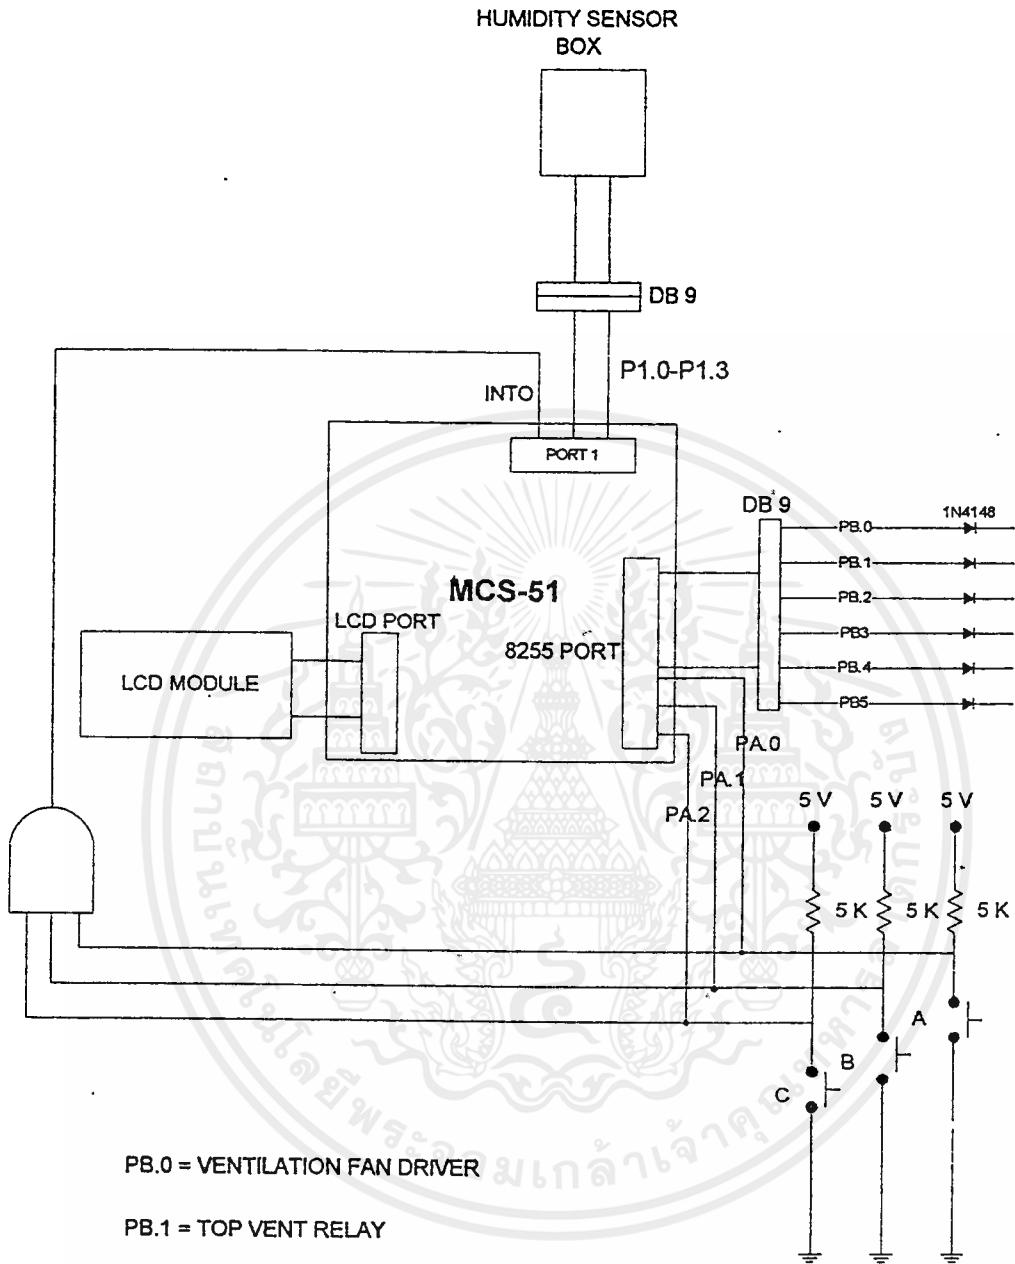 HUMIDITY SENSOR
BOX
DB 9
P1.0-P1.3
INTO
PORT 1
DB 9
1N4148
PB.0
PB.1
PB.2
PB3
PB.4
PB5
MCS-51
LCD PORT
8255 PORT
LCD MODULE
PA.0
PA.1
PA.2
5 V
5 V
5 V
5 K
5 K
5 K
A
B
C
PB.0 = VENTILATION FAN DRIVER
PB.1 = TOP VENT RELAY